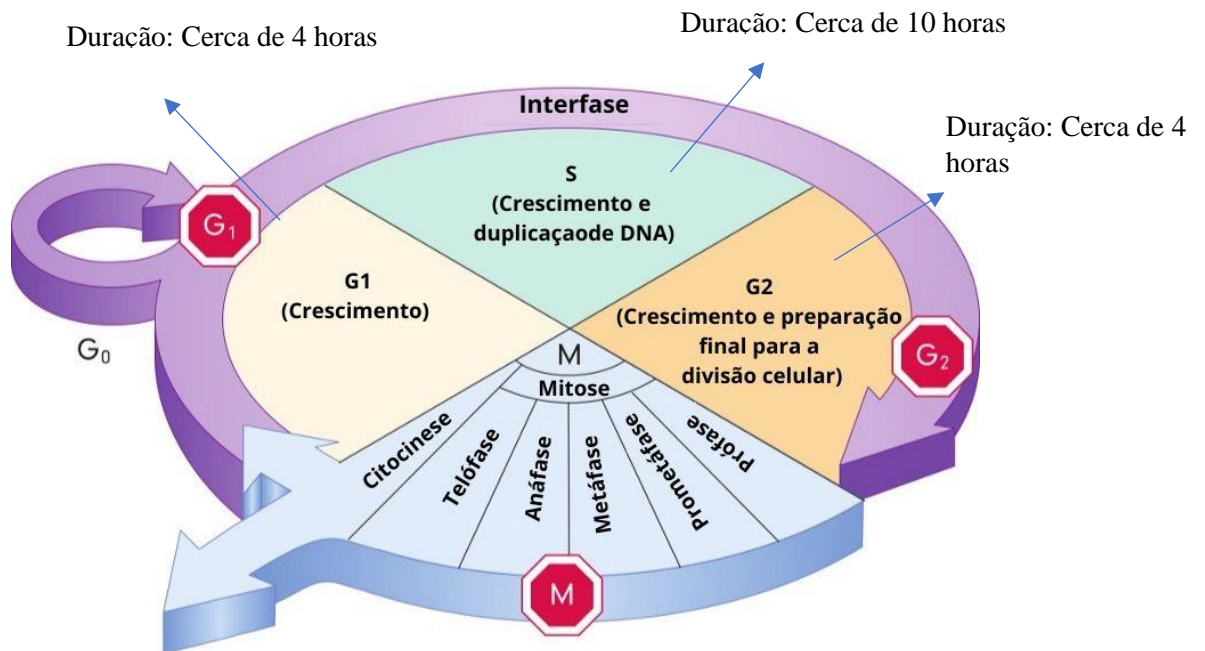 Duração: Cerca de 4 horas
Duração: Cerca de 10 horas
Duração: Cerca de 4
horas
Interfase
S
(Crescimento e
duplicaçaode DNA)
G1
G1
(Crescimento)
G0
G2
(Crescimento e preparação
final para a
divisão celular)
G2
M
Mitose
Citocinese
Telófase
Anáfase
Metáfase
Prometáfase
Prófase
M